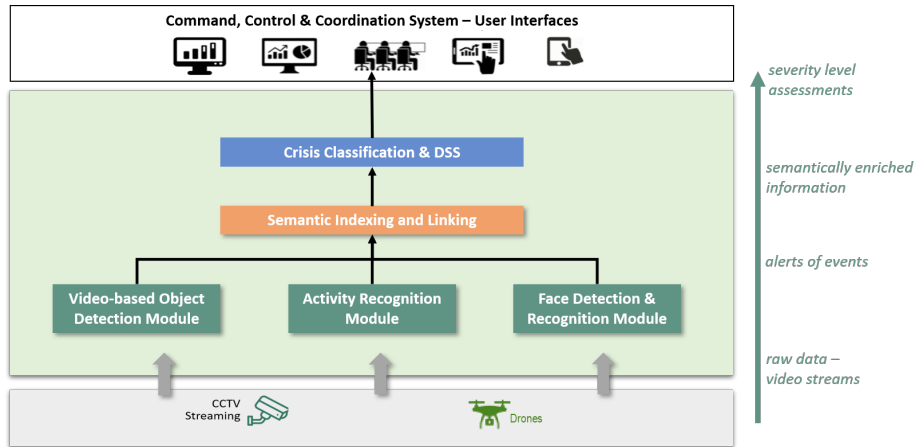 Command, Control & Coordination System – User Interfaces
severity level
assessments
Crisis Classification & DSS
semantically enriched
information
Semantic Indexing and Linking
alerts of events
Video-based Object
Detection Module
Activity Recognition
Module
Face Detection &
Recognition Module
raw data –
video streams
CCTV
Streaming
Drones